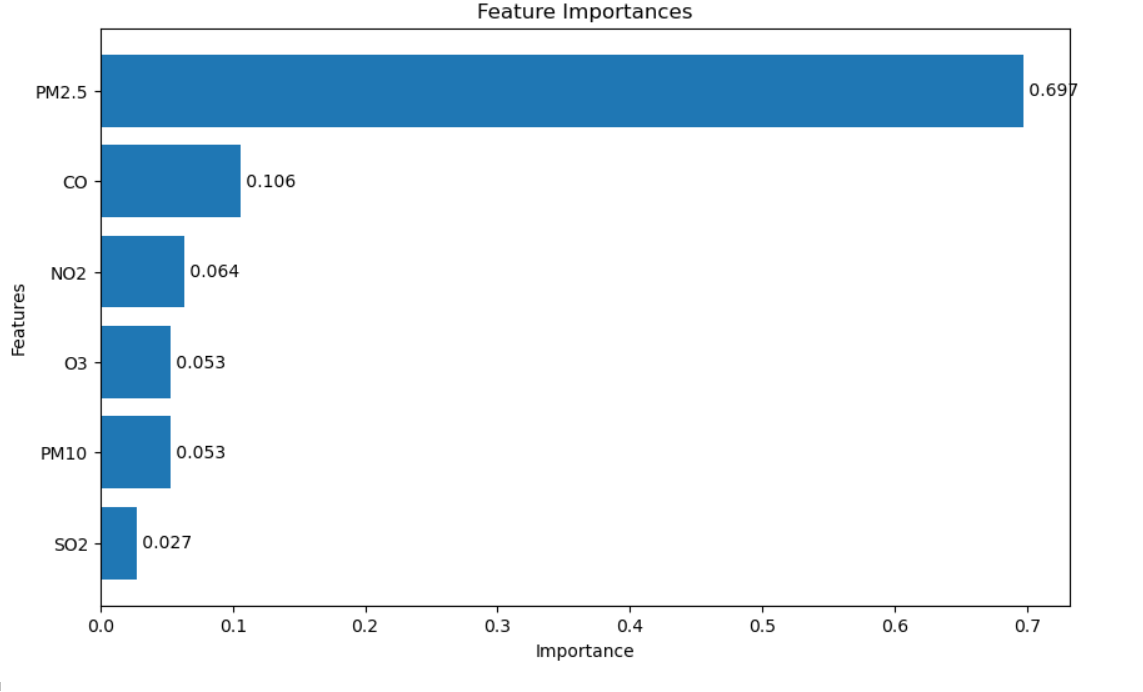 Feature Importances
PM2.5
0.697
CO
0.106
NO2
0.064
O3
0.053
PM10
0.053
SO2
0.027
Features
0.0 0.1 0.2 0.3 0.4 0.5 0.6 0.7
Importance